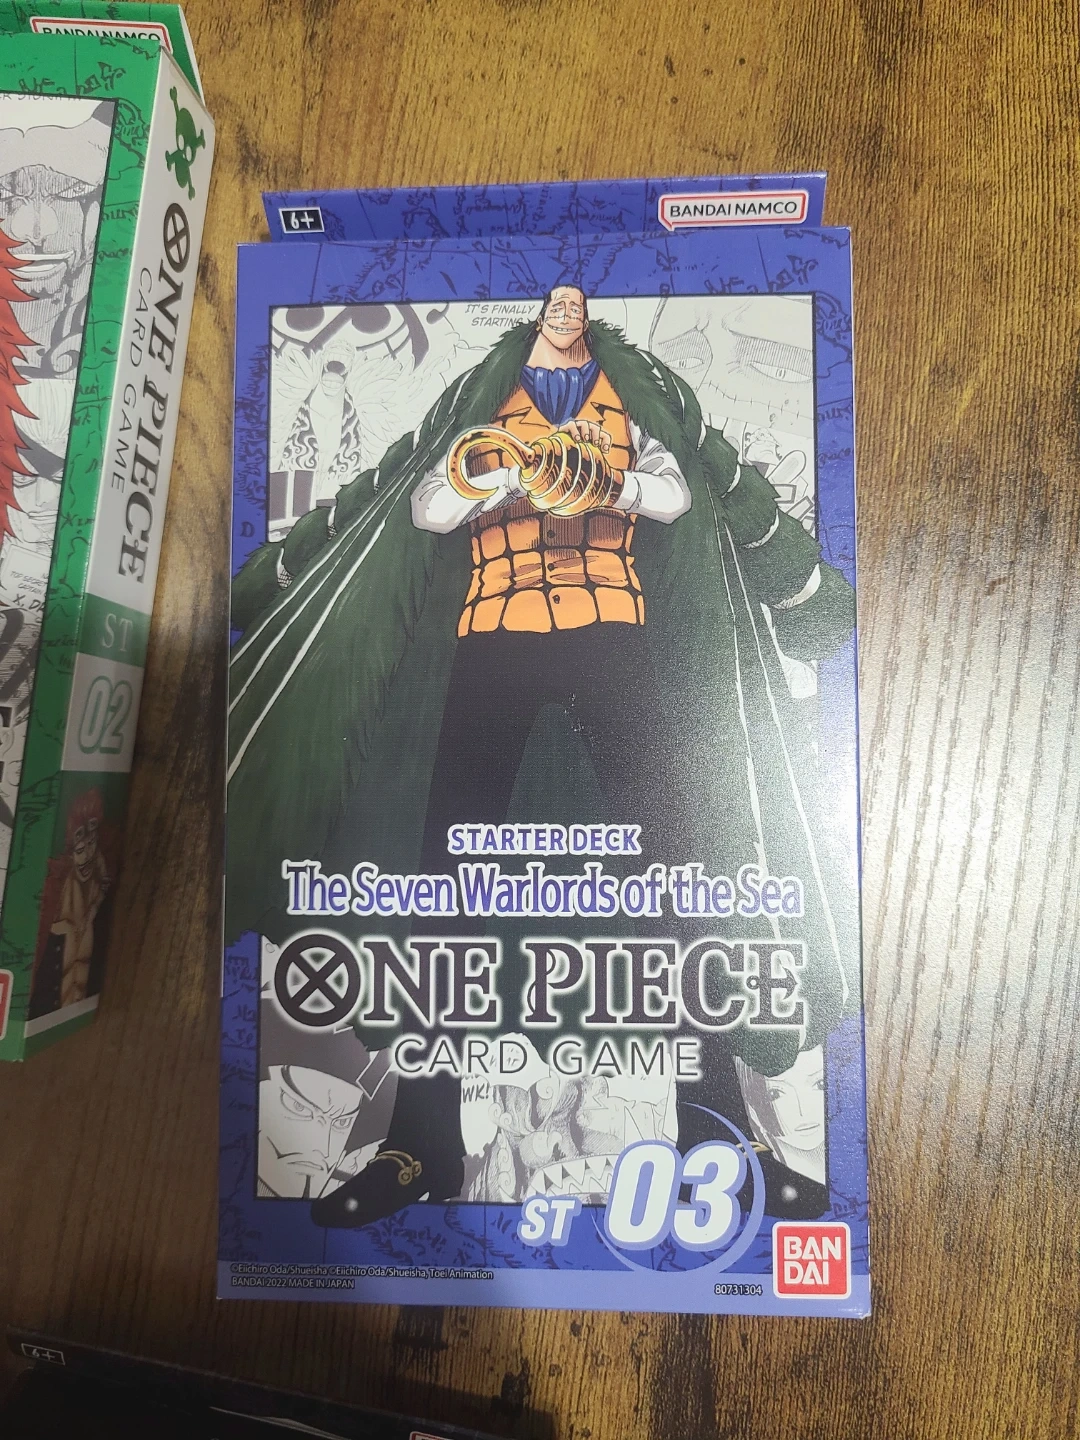 BANDAI NAMCO
ONE PIECE
CARD GAME
ST
02
6+
BANDAI NAMCO
IT'S FINALLY
STARTING
D
STARTER DECK
The Seven Warlords of the Sea
ONE PIECE
CARD GAME
WK!
ST 03
BAN
DAI
©Eiichiro Oda/Shueisha ©Eiichiro Oda/Shueisha, Toei Animation
BANDAI 2022 MADE IN JAPAN
80731304
6+